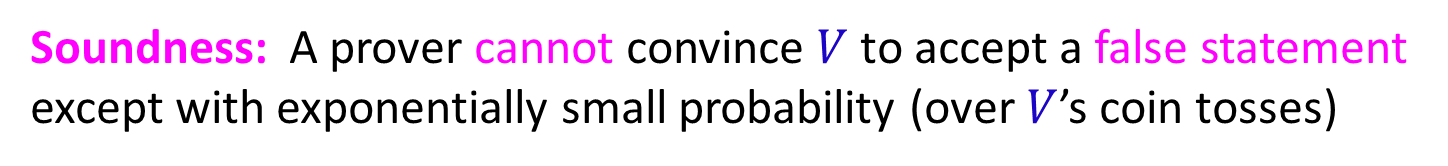 Soundness: A prover cannot convince V to accept a false statement
except with exponentially small probability (over V’s coin tosses)